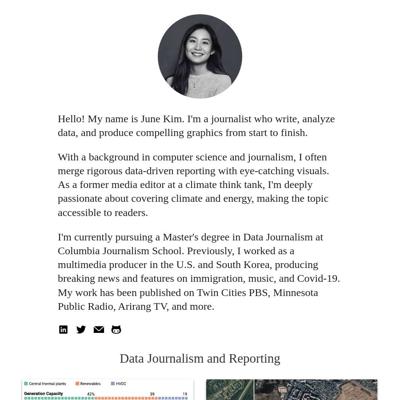 Hello! My name is June Kim. I'm a journalist who write, analyze
data, and produce compelling graphics from start to finish.
With a background in computer science and journalism, I often
merge rigorous data-driven reporting with eye-catching visuals.
As a former media editor at a climate think tank, I'm deeply
passionate about covering climate and energy, making the topic
accessible to readers.
I'm currently pursuing a Master's degree in Data Journalism at
Columbia Journalism School. Previously, I worked as a
multimedia producer in the U.S. and South Korea, producing
breaking news and features on immigration, music, and Covid-19.
My work has been published on Twin Cities PBS, Minnesota
Public Radio, Arirang TV, and more.
Data Journalism and Reporting
Central thermal plants Renewables HVDC
Generation Capacity 42% 39 19